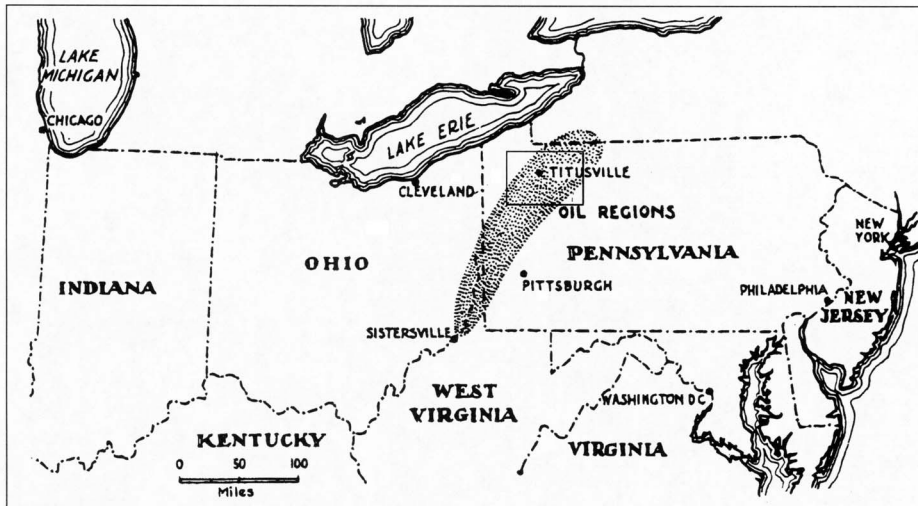 LAKE
MICHIGAN
CHICAGO
LAKE ERIE
CLEVELAND
TITUSVILLE
OIL REGIONS
NEW
YORK
PENNSYLVANIA
OHIO
INDIANA
PITTSBURGH
PHILADELPHIA
NEW
JERSEY
SISTERSVILLE
WEST
VIRGINIA
WASHINGTON D C
KENTUCKY
VIRGINIA
0 50 100
Miles